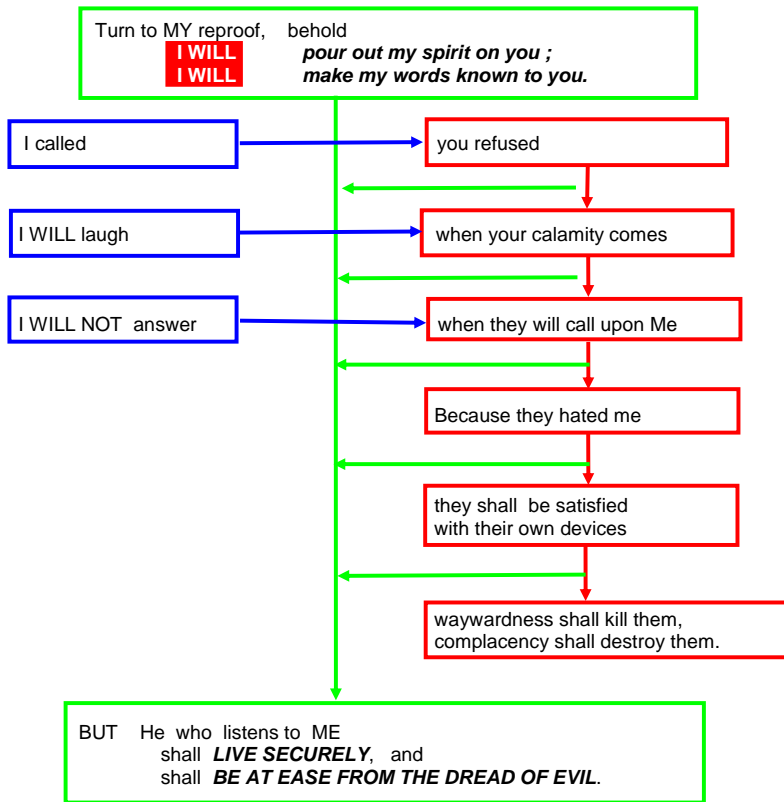 Turn to MY reproof, behold
I WILL pour out my spirit on you ;
I WILL make my words known to you.
I called
you refused
I WILL laugh
when your calamity comes
I WILL NOT answer
when they will call upon Me
Because they hated me
they shall be satisfied
with their own devices
waywardness shall kill them,
complacency shall destroy them.
BUT He who listens to ME
shall LIVE SECURELY, and
shall BE AT EASE FROM THE DREAD OF EVIL.